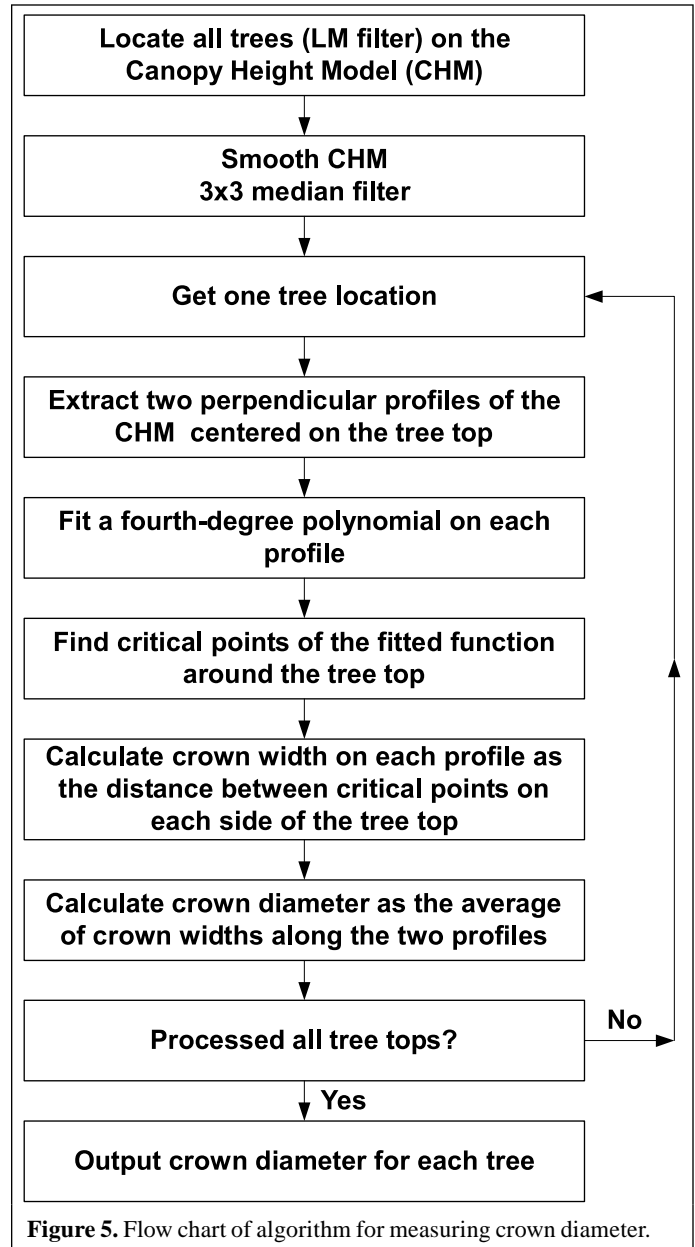 Locate all trees (LM filter) on the
Canopy Height Model (CHM)
Smooth CHM
3x3 median filter
Get one tree location
Extract two perpendicular profiles of the
CHM centered on the tree top
Fit a fourth-degree polynomial on each
profile
Find critical points of the fitted function
around the tree top
Calculate crown width on each profile as
the distance between critical points on
each side of the tree top
Calculate crown diameter as the average
of crown widths along the two profiles
Processed all tree tops?
No
Yes
Output crown diameter for each tree
Figure 5. Flow chart of algorithm for measuring crown diameter.